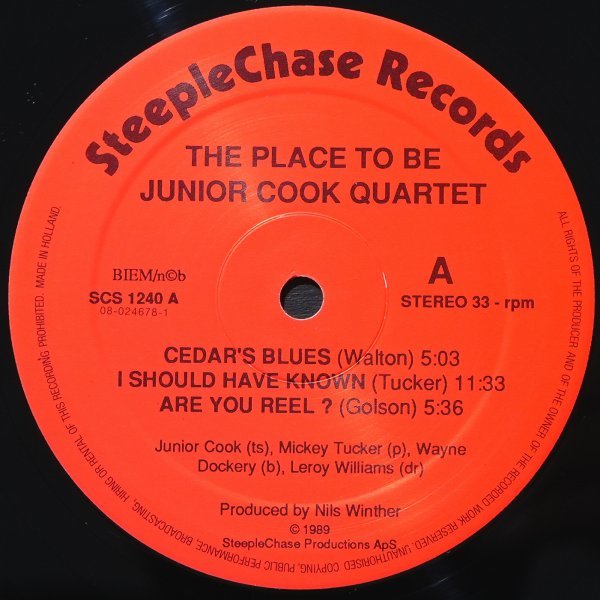 SteepleChase Records
THE PLACE TO BE
JUNIOR COOK QUARTET
BIEM/n©b
SCS 1240 A
08-024678-1
A
STEREO 33 - rpm
CEDAR'S BLUES (Walton) 5:03
I SHOULD HAVE KNOWN (Tucker) 11:33
ARE YOU REEL ? (Golson) 5:36
Junior Cook (ts), Mickey Tucker (p), Wayne
Dockery (b), Leroy Williams (dr)
Produced by Nils Winther
© 1989
SteepleChase Productions ApS
ALL RIGHTS OF THE PRODUCER AND OF THE OWNER OF THE RECORDED WORK RESERVED. UNAUTHORISED COPYING, PUBLIC PERFORMANCE, BROADCASTING, HIRING OR RENTAL OF THIS RECORDING PROHIBITED. MADE IN HOLLAND.